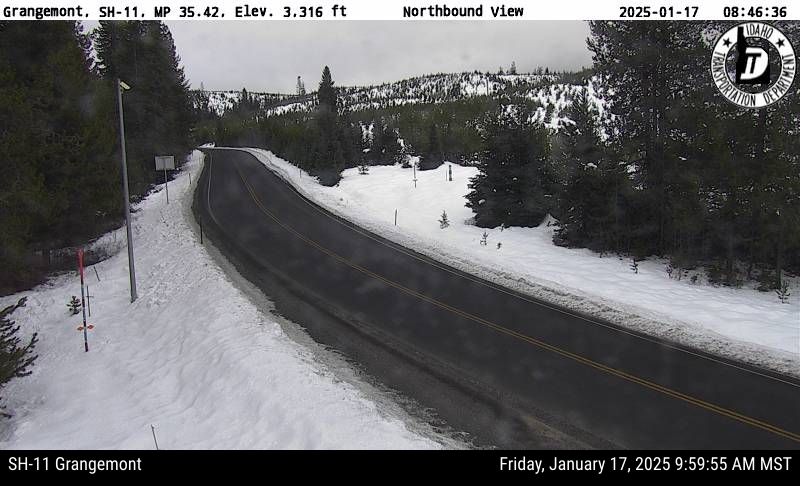 Grangemont, SH-11, MP 35.42, Elev. 3,316 ft Northbound View 2025-01-17 08:46:36
IDAHO
TRANSPORTATION DEPARTMENT
SH-11 Grangemont Friday, January 17, 2025 9:59:55 AM MST